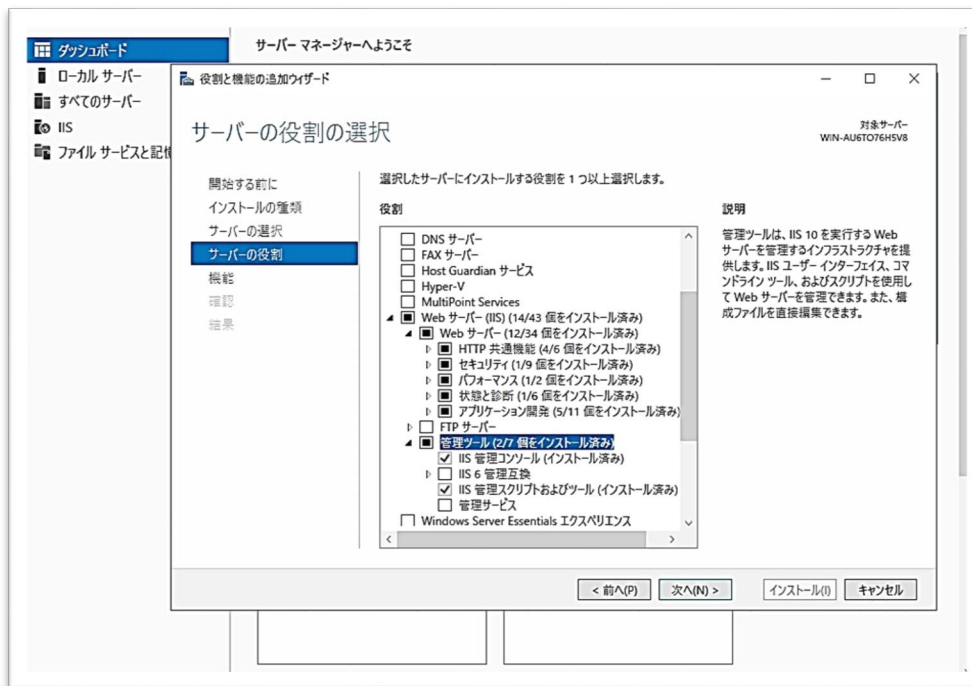 ダッシュボード
ローカル サーバー
すべてのサーバー
IIS
ファイル サービスと記憶
サーバー マネージャーへようこそ
役割と機能の追加ウィザード
サーバーの役割の選択
対象サーバー
WIN-AU6TO76H5V8
開始する前に
インストールの種類
サーバーの選択
サーバーの役割
機能
確認
結果
選択したサーバーにインストールする役割を 1 つ以上選択します。
役割
DNS サーバー
FAX サーバー
Host Guardian サービス
Hyper-V
MultiPoint Services
Web サーバー (IIS) (14/43 個をインストール済み)
Web サーバー (12/34 個をインストール済み)
HTTP 共通機能 (4/6 個をインストール済み)
セキュリティ (1/9 個をインストール済み)
パフォーマンス (1/2 個をインストール済み)
状態と診断 (1/6 個をインストール済み)
アプリケーション開発 (5/11 個をインストール済み)
FTP サーバー
管理ツール (2/7 個をインストール済み)
IIS 管理コンソール (インストール済み)
IIS 6 管理互換
IIS 管理スクリプトおよびツール (インストール済み)
管理サービス
Windows Server Essentials エクスペリエンス
説明
管理ツールは、IIS 10 を実行する Web
サーバーを管理するインフラストラクチャを提
供します。IIS ユーザー インターフェイス、コマ
ンドライン ツール、およびスクリプトを使用し
て Web サーバーを管理できます。また、構
成ファイルを直接編集できます。
< 前へ(P)
次へ(N) >
インストール(I)
キャンセル